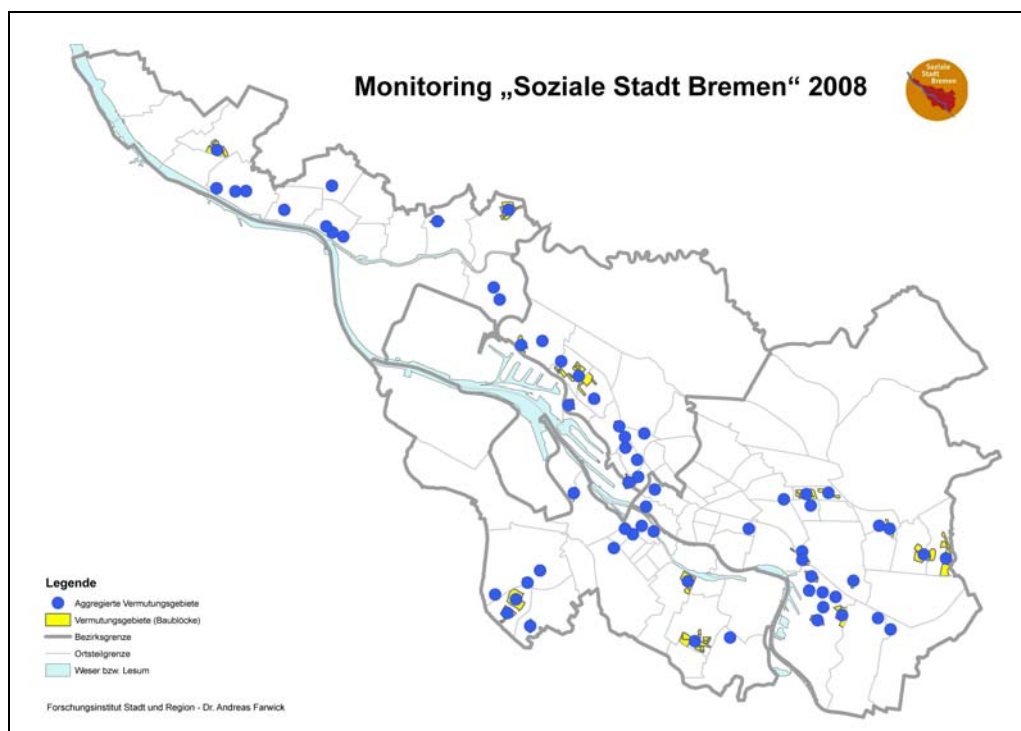 Monitoring „Soziale Stadt Bremen“ 2008
Soziale
Stadt
Bremen
Legende
Aggregierte Vermutungsgebiete
Vermutungsgebiete (Baublöcke)
Bezirksgrenze
Ortsteilgrenze
Weser bzw. Lesum
Forschungsinstitut Stadt und Region - Dr. Andreas Farwick